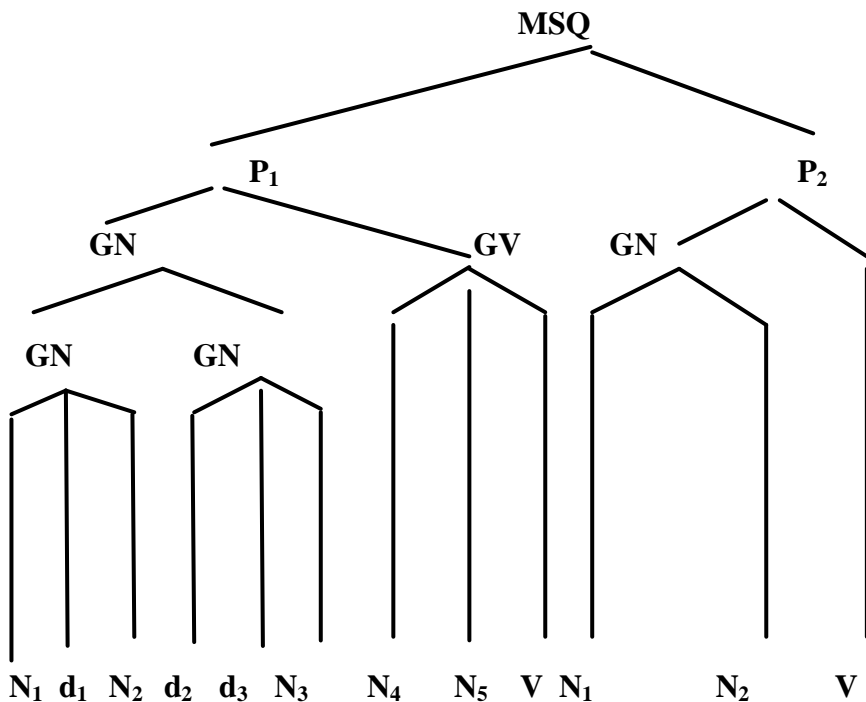 MSQ
P₁ P₂
GN GV GN
GN GN
N₁ d₁ N₂ d₂ d₃ N₃ N₄ N₅ V N₁ N₂ V